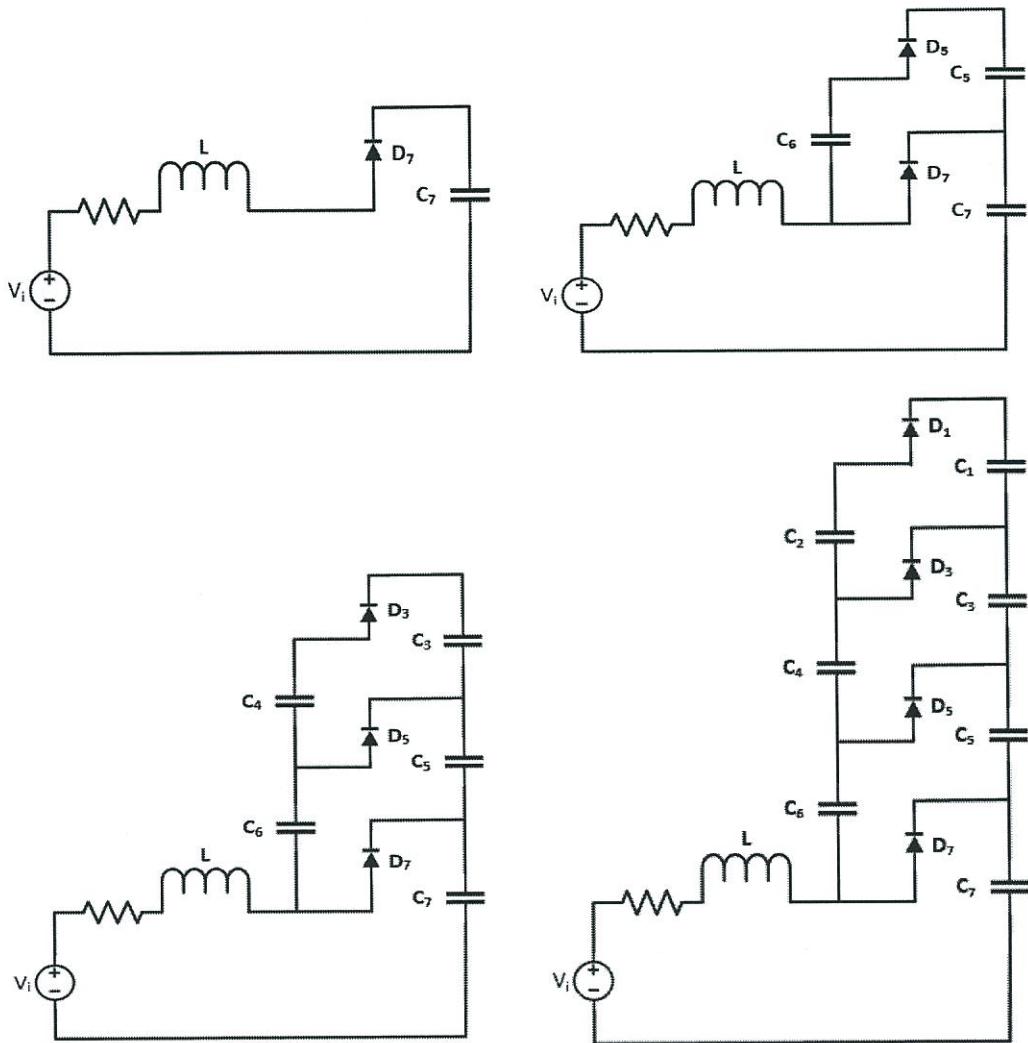 L
D₇
C₇
Vᵢ
+
−
D₅
C₅
C₆
L
D₇
C₇
Vᵢ
+
−
D₃
C₃
C₄
D₅
C₅
C₆
L
D₇
C₇
Vᵢ
+
−
D₁
C₁
C₂
D₃
C₃
C₄
D₅
C₅
C₆
L
D₇
C₇
Vᵢ
+
−